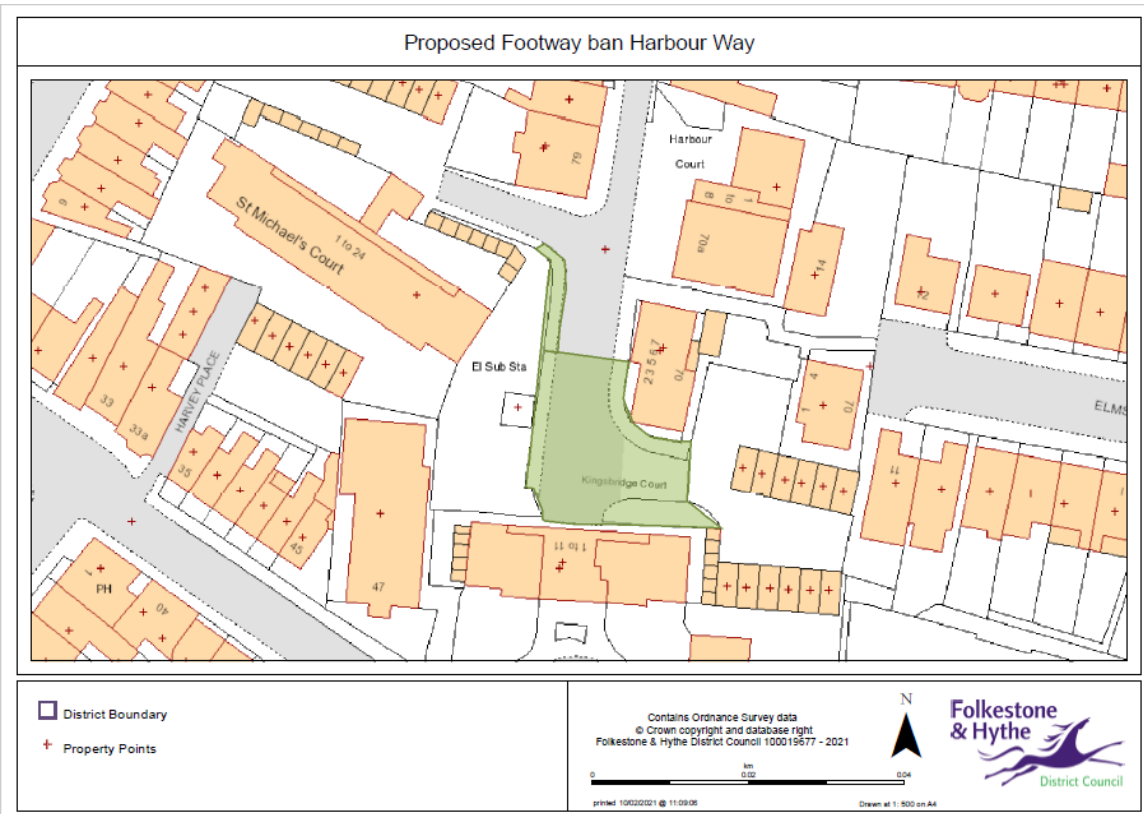 Proposed Footway ban Harbour Way
79
Harbour
Court
1
to
8
70a
6
St Michael's Court
1 to 24
14
12
El Sub Sta
2 3 5 6 7
70
4
1
70
ELMS
33
33a
HARVEY PLACE
35
45
47
Kingsbridge Court
11
1 to 11
PH
1
40
District Boundary
Property Points
Contains Ordnance Survey data
© Crown copyright and database right
Folkestone & Hythe District Council 100019677 - 2021
km
0
0.02
0.04
printed 10/02/2021 @ 11:09:06
Drawn at 1: 500 on A4
N
Folkestone
& Hythe
District Council